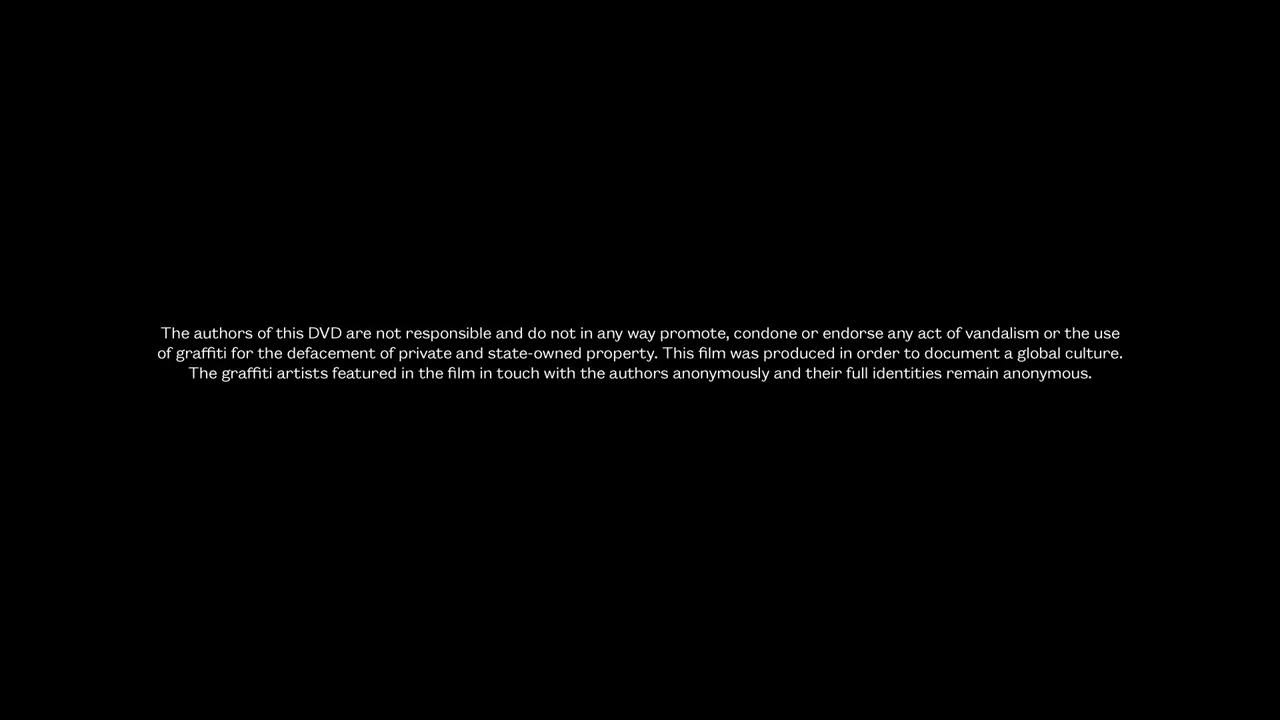 The authors of this DVD are not responsible and do not in any way promote, condone or endorse any act of vandalism or the use
of graffiti for the defacement of private and state-owned property. This film was produced in order to document a global culture.
The graffiti artists featured in the film in touch with the authors anonymously and their full identities remain anonymous.